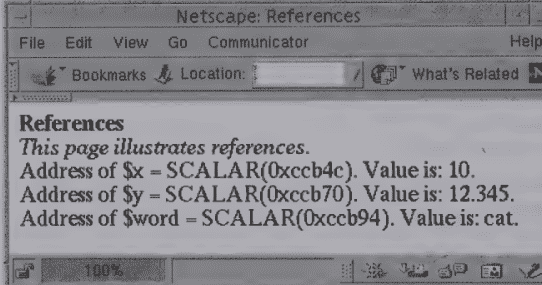 Netscape: References
File Edit View Go Communicator Help
Bookmarks Location: What's Related N
References
This page illustrates references.
Address of $x = SCALAR(0xccb4c). Value is: 10.
Address of $y = SCALAR(0xccb70). Value is: 12.345.
Address of $word = SCALAR(0xccb94). Value is: cat.
100%